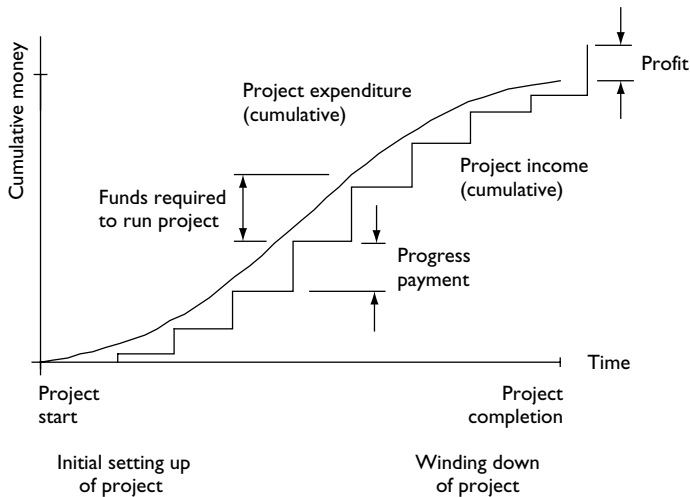 Cumulative money
Profit
Project expenditure
(cumulative)
Project income
(cumulative)
Funds required
to run project
Progress
payment
Time
Project
start
Project
completion
Initial setting up
of project
Winding down
of project